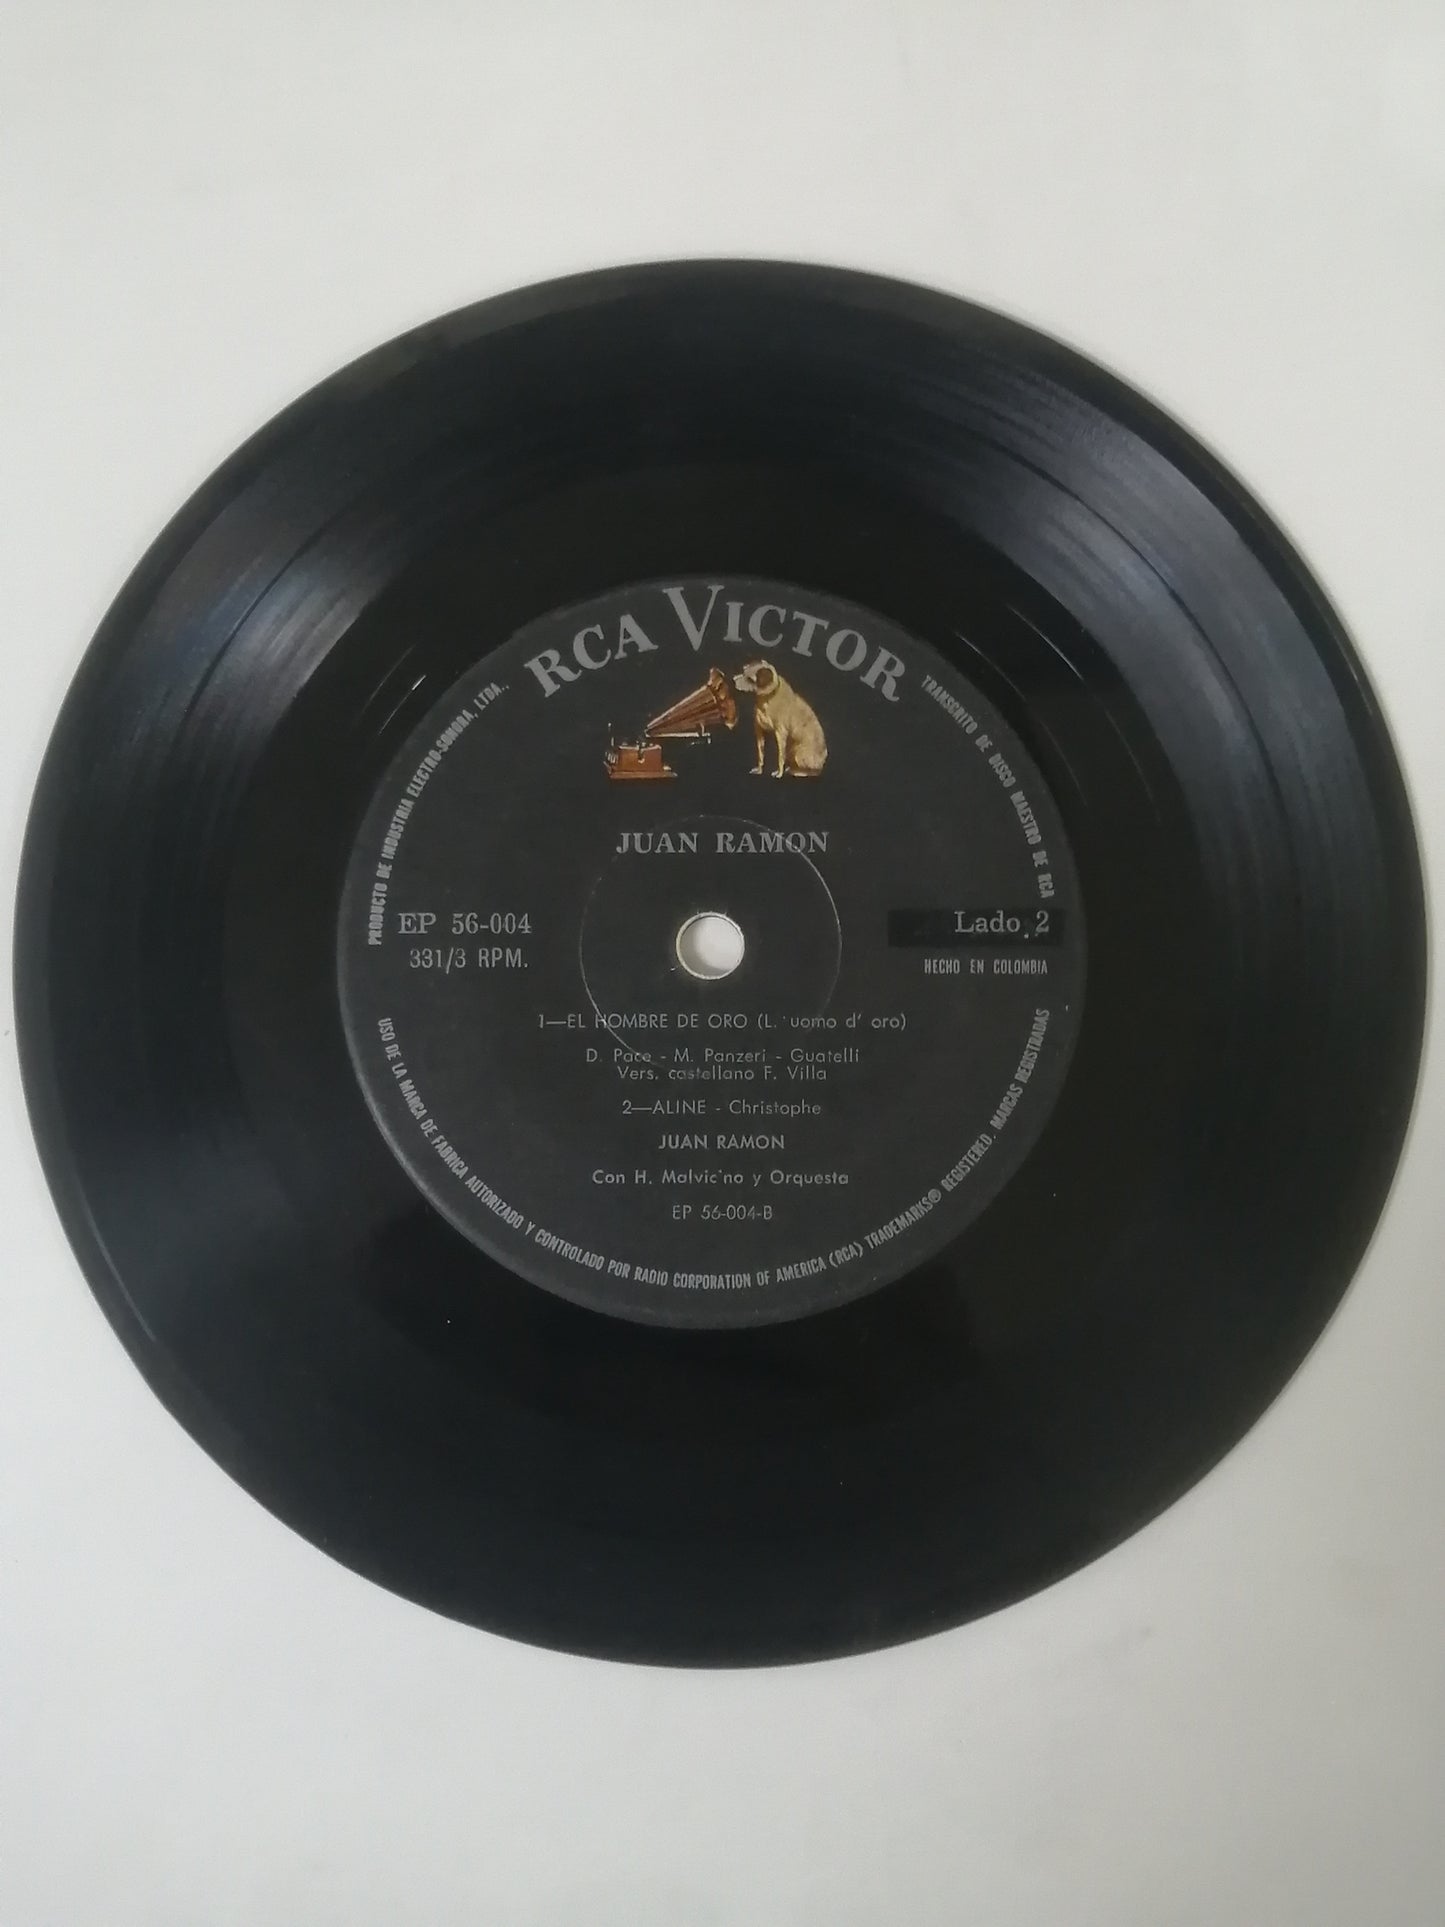 RCA VICTOR
PRODUCTO DE INDUSTRIA ELECTRO-SONORA, LTDA..
TRANSCRITO DE DISCO MAESTRO DE RCA
JUAN RAMON
EP 56-004
Lado 2
331/3 RPM.
HECHO EN COLOMBIA
1—EL HOMBRE DE ORO (L. 'uomo d' oro)
D. Pace - M. Panzeri - Guatelli
Vers. castellano F. Villa
2—ALINE - Christophe
JUAN RAMON
Con H. Malvic'no y Orquesta
EP 56-004-B
USO DE LA MARCA DE FABRICA AUTORIZADO Y CONTROLADO POR RADIO CORPORATION OF AMERICA (RCA) TRADEMARKS® REGISTERED. MARCAS REGISTRADAS